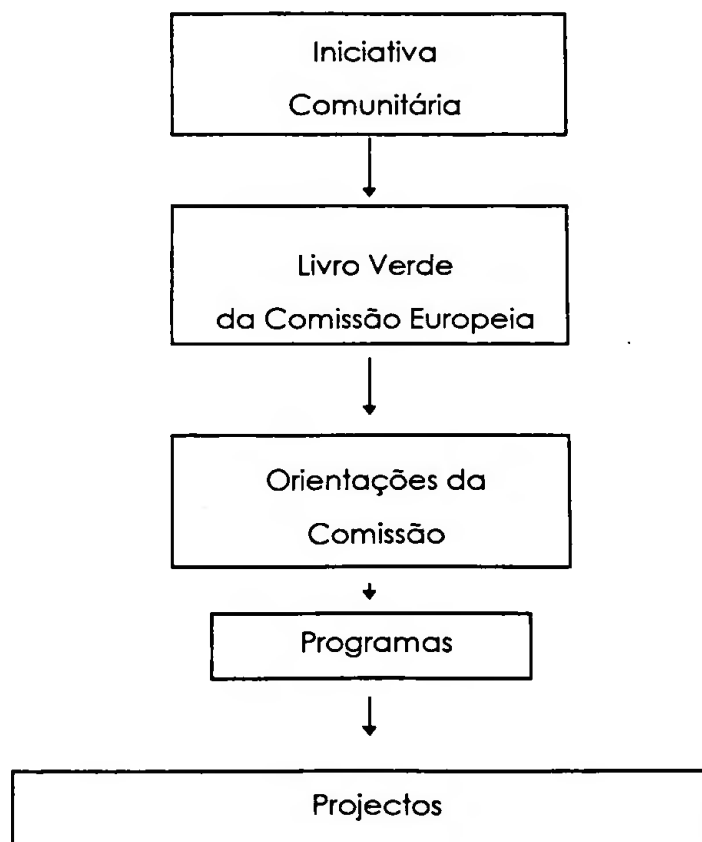 Iniciativa
Comunitária
Livro Verde
da Comissão Europeia
Orientações da
Comissão
Programas
Projectos